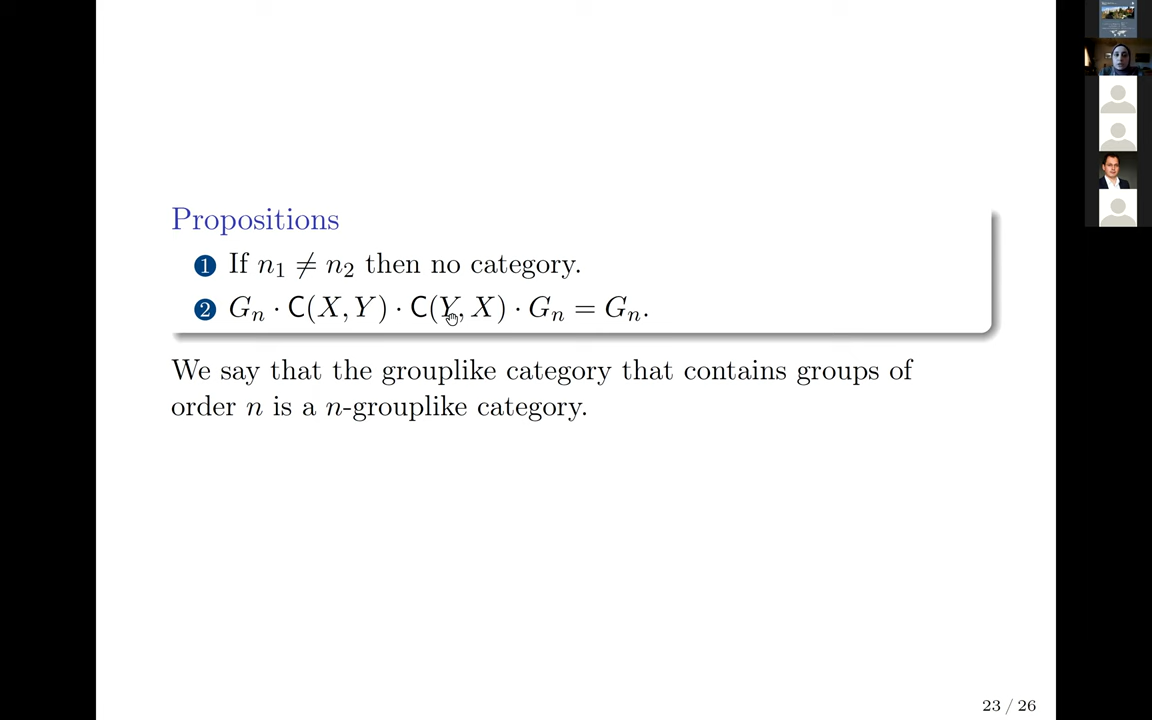 Propositions
1 If n₁ ≠ n₂ then no category.
2 Gₙ · C(X, Y) · C(Y, X) · Gₙ = Gₙ.
We say that the grouplike category that contains groups of
order n is a n-grouplike category.
23 / 26